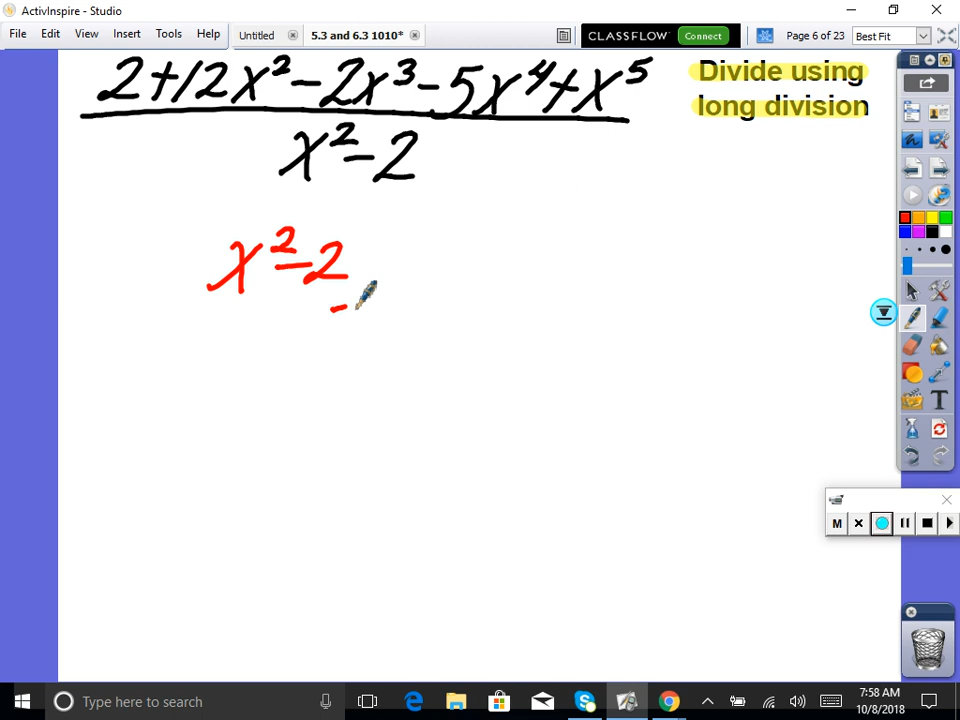 ActivInspire - Studio
File Edit View Insert Tools Help Untitled 5.3 and 6.3 1010* CLASSFLOW Connect Page 6 of 23 Best Fit
2+12x²-2x³-5x⁴+x⁵
x²-2
Divide using
long division
x²-2
-
T
M
Type here to search
7:58 AM
10/8/2018